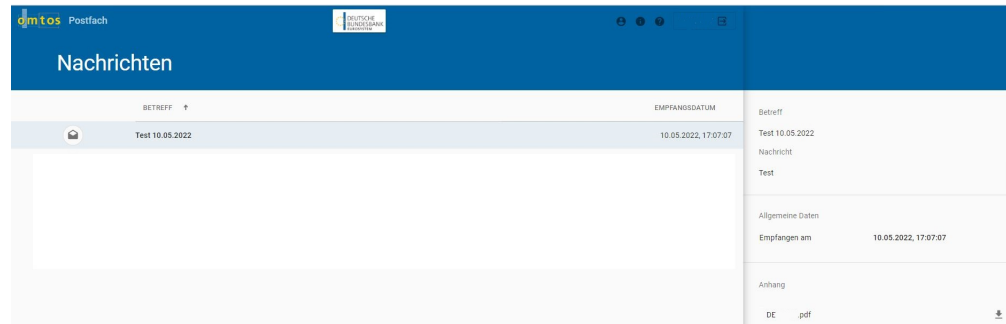 omtos Postfach
DEUTSCHE
BUNDESBANK
EUROSYSTEM
Nachrichten
BETREFF
EMPFANGSDATUM
Test 10.05.2022
10.05.2022, 17:07:07
Betreff
Test 10.05.2022
Nachricht
Test
Allgemeine Daten
Empfangen am 10.05.2022, 17:07:07
Anhang
DE .pdf